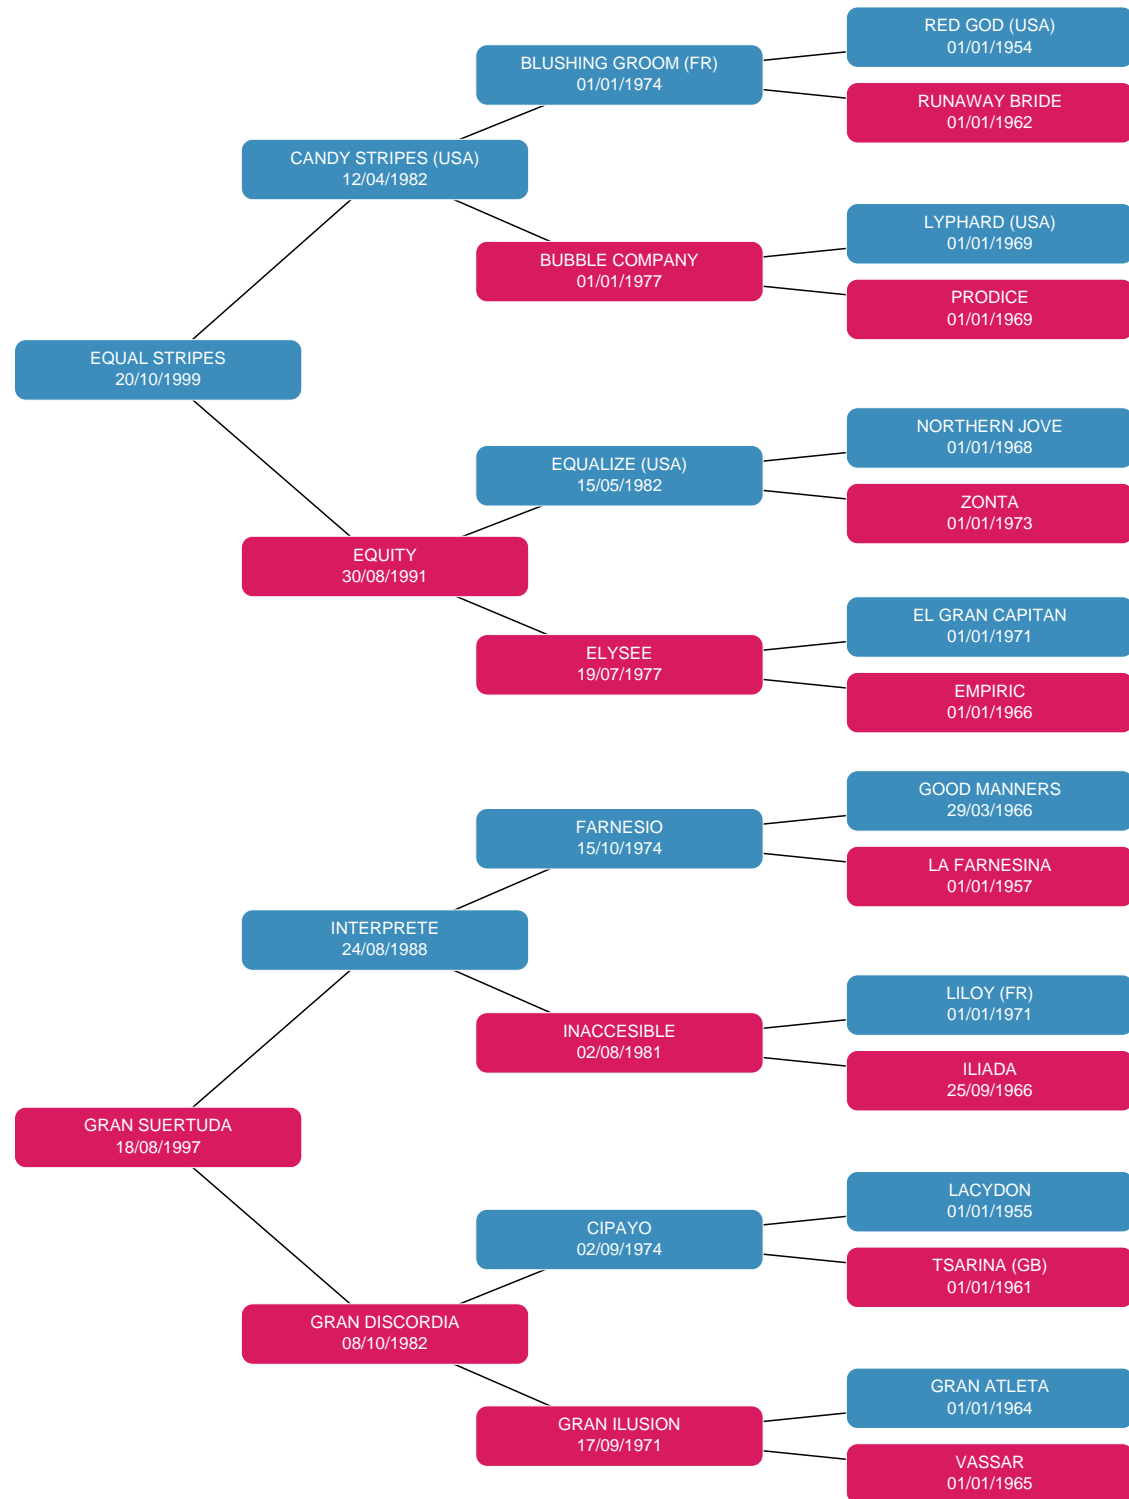 RED GOD (USA)
01/01/1954
BLUSHING GROOM (FR)
01/01/1974
RUNAWAY BRIDE
01/01/1962
CANDY STRIPES (USA)
12/04/1982
LYPHARD (USA)
01/01/1969
BUBBLE COMPANY
01/01/1977
PRODICE
01/01/1969
EQUAL STRIPES
20/10/1999
NORTHERN JOVE
01/01/1968
EQUALIZE (USA)
15/05/1982
ZONTA
01/01/1973
EQUITY
30/08/1991
EL GRAN CAPITAN
01/01/1971
ELYSEE
19/07/1977
EMPIRIC
01/01/1966
GOOD MANNERS
29/03/1966
FARNESIO
15/10/1974
LA FARNESINA
01/01/1957
INTERPRETE
24/08/1988
LILOY (FR)
01/01/1971
INACCESIBLE
02/08/1981
ILIADA
25/09/1966
GRAN SUERTUDA
18/08/1997
LACYDON
01/01/1955
CIPAYO
02/09/1974
TSARINA (GB)
01/01/1961
GRAN DISCORDIA
08/10/1982
GRAN ATLETA
01/01/1964
GRAN ILUSION
17/09/1971
VASSAR
01/01/1965